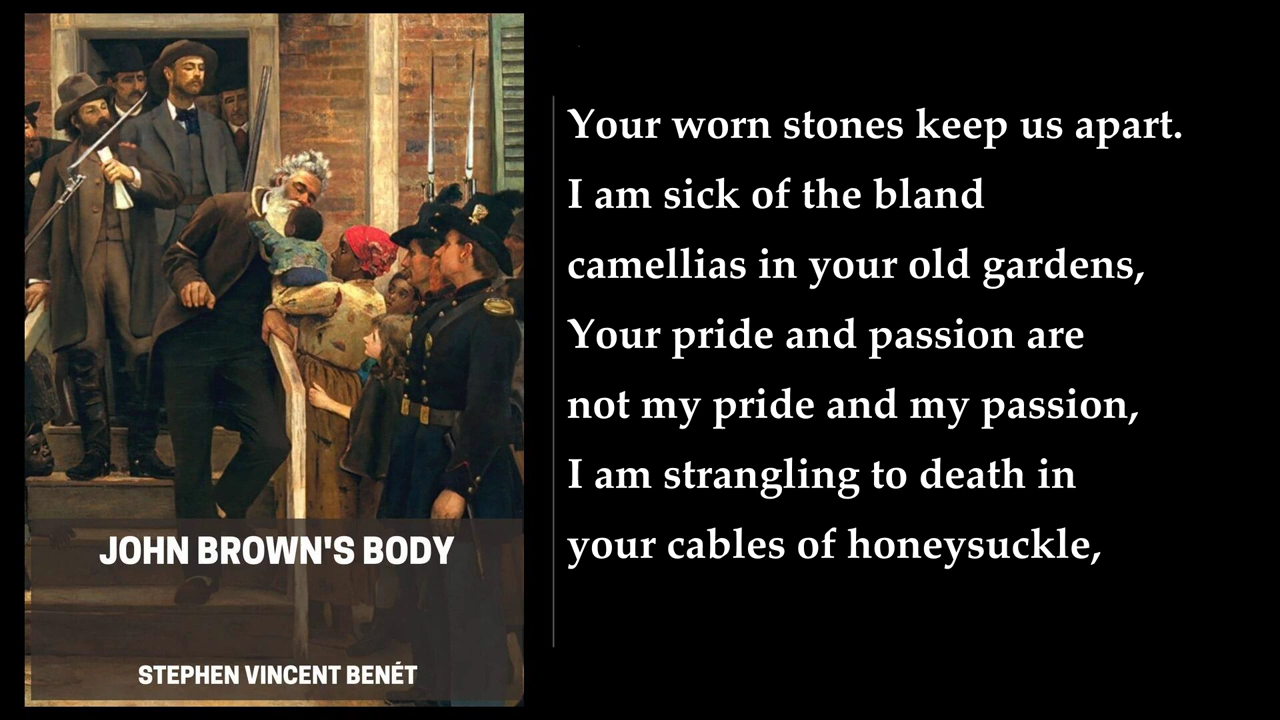 JOHN BROWN'S BODY
STEPHEN VINCENT BENÉT
Your worn stones keep us apart.
I am sick of the bland
camellias in your old gardens,
Your pride and passion are
not my pride and my passion,
I am strangling to death in
your cables of honeysuckle,